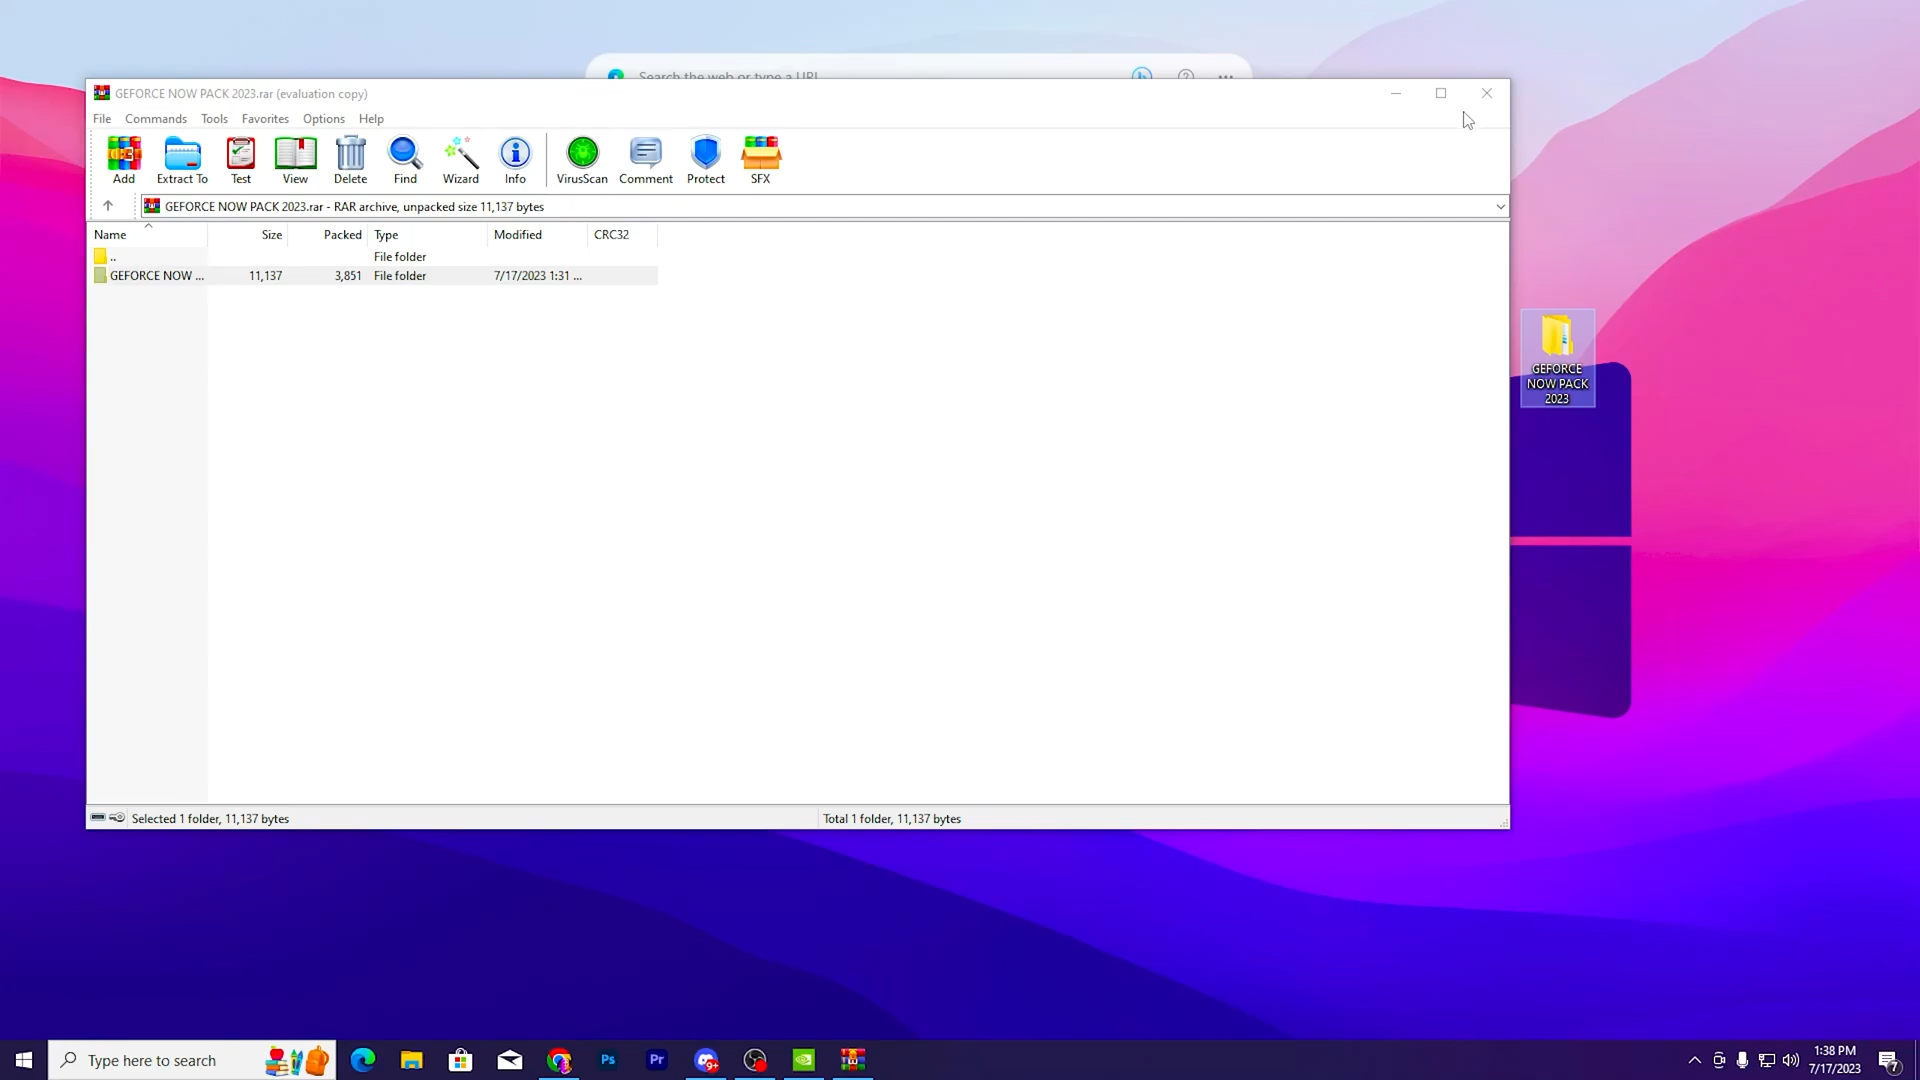 Search the web or type a URL
GEFORCE NOW PACK 2023.rar (evaluation copy)
File Commands Tools Favorites Options Help
Add Extract To Test View Delete Find Wizard Info VirusScan Comment Protect SFX
GEFORCE NOW PACK 2023.rar - RAR archive, unpacked size 11,137 bytes
Name Size Packed Type Modified CRC32
.. File folder
GEFORCE NOW ... 11,137 3,851 File folder 7/17/2023 1:31 ...
GEFORCE
NOW PACK
2023
Selected 1 folder, 11,137 bytes
Total 1 folder, 11,137 bytes
Type here to search
Ps
Pr
9+
1:38 PM
7/17/2023
7